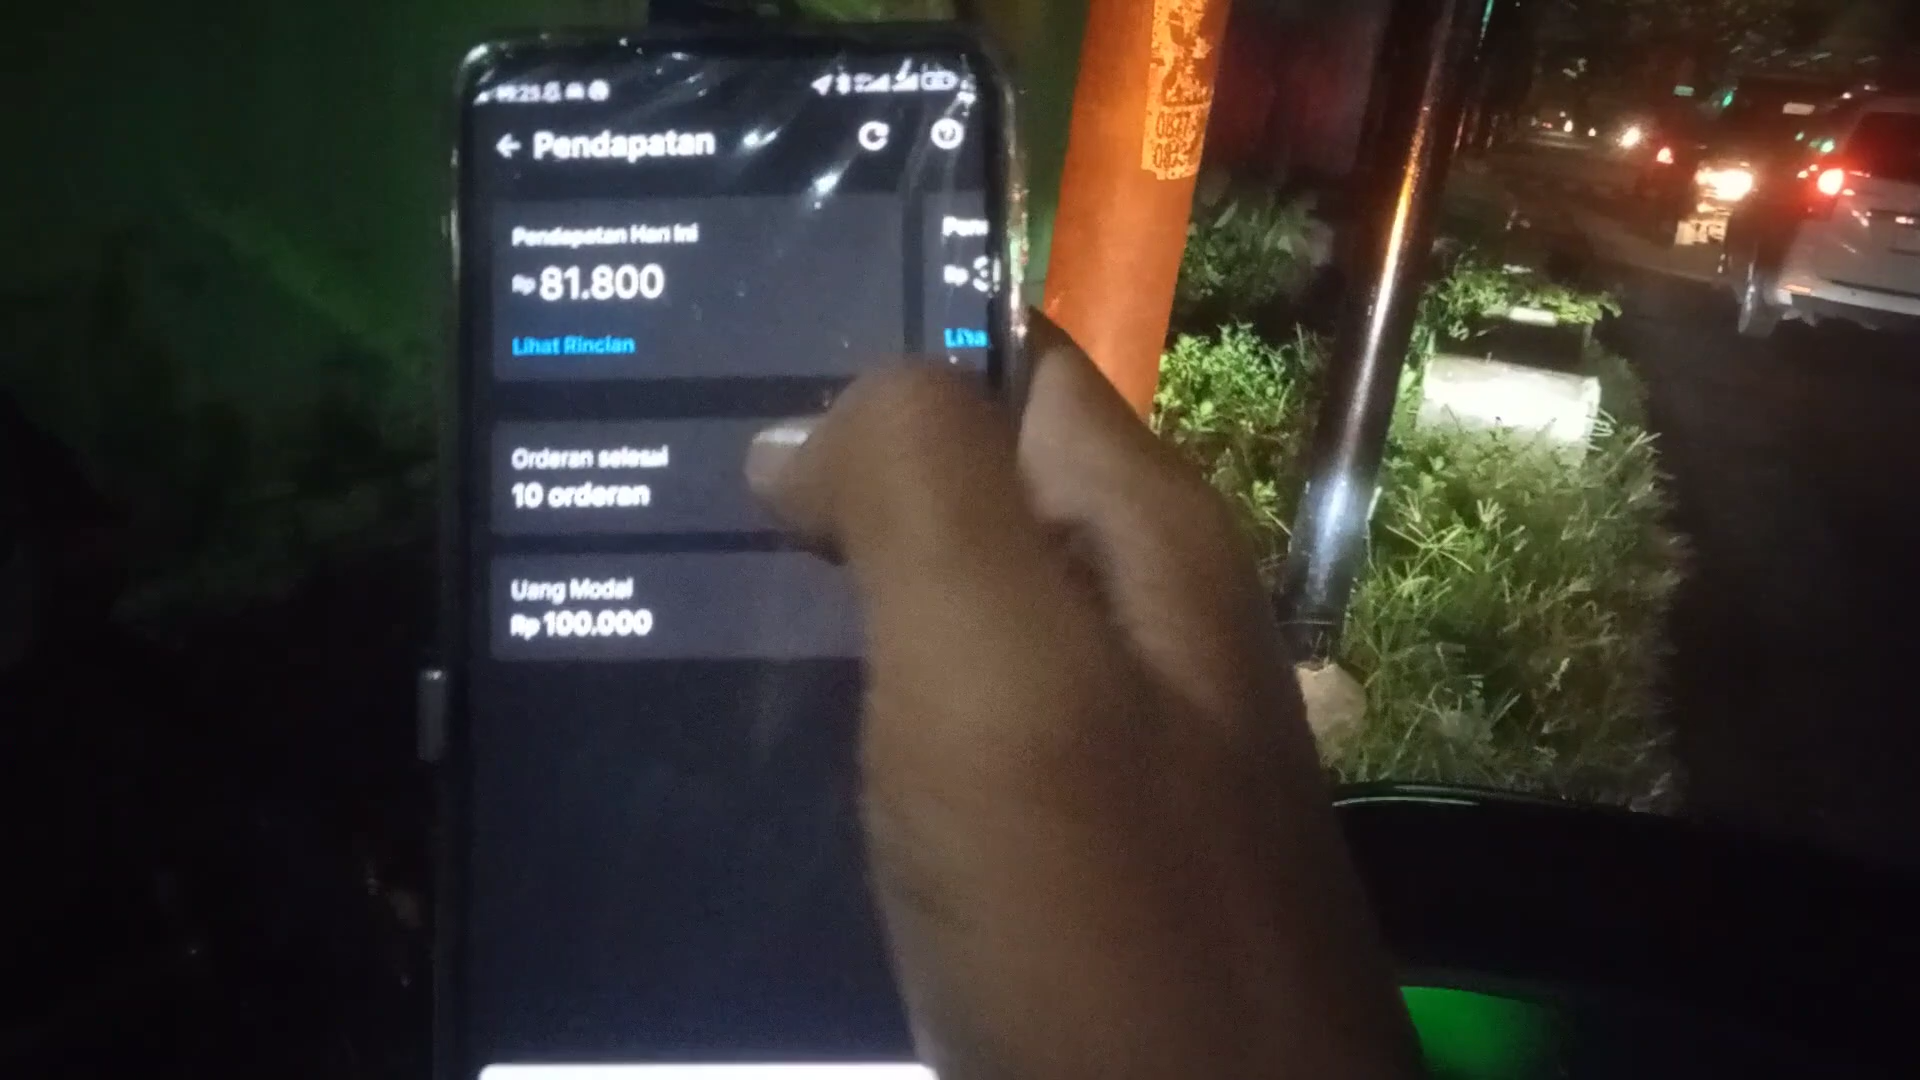 Pendapatan
Pendapatan Hari Ini
Rp 81.800
Lihat Rincian
Orderan selesai
10 orderan
Uang Modal
Rp 100.000